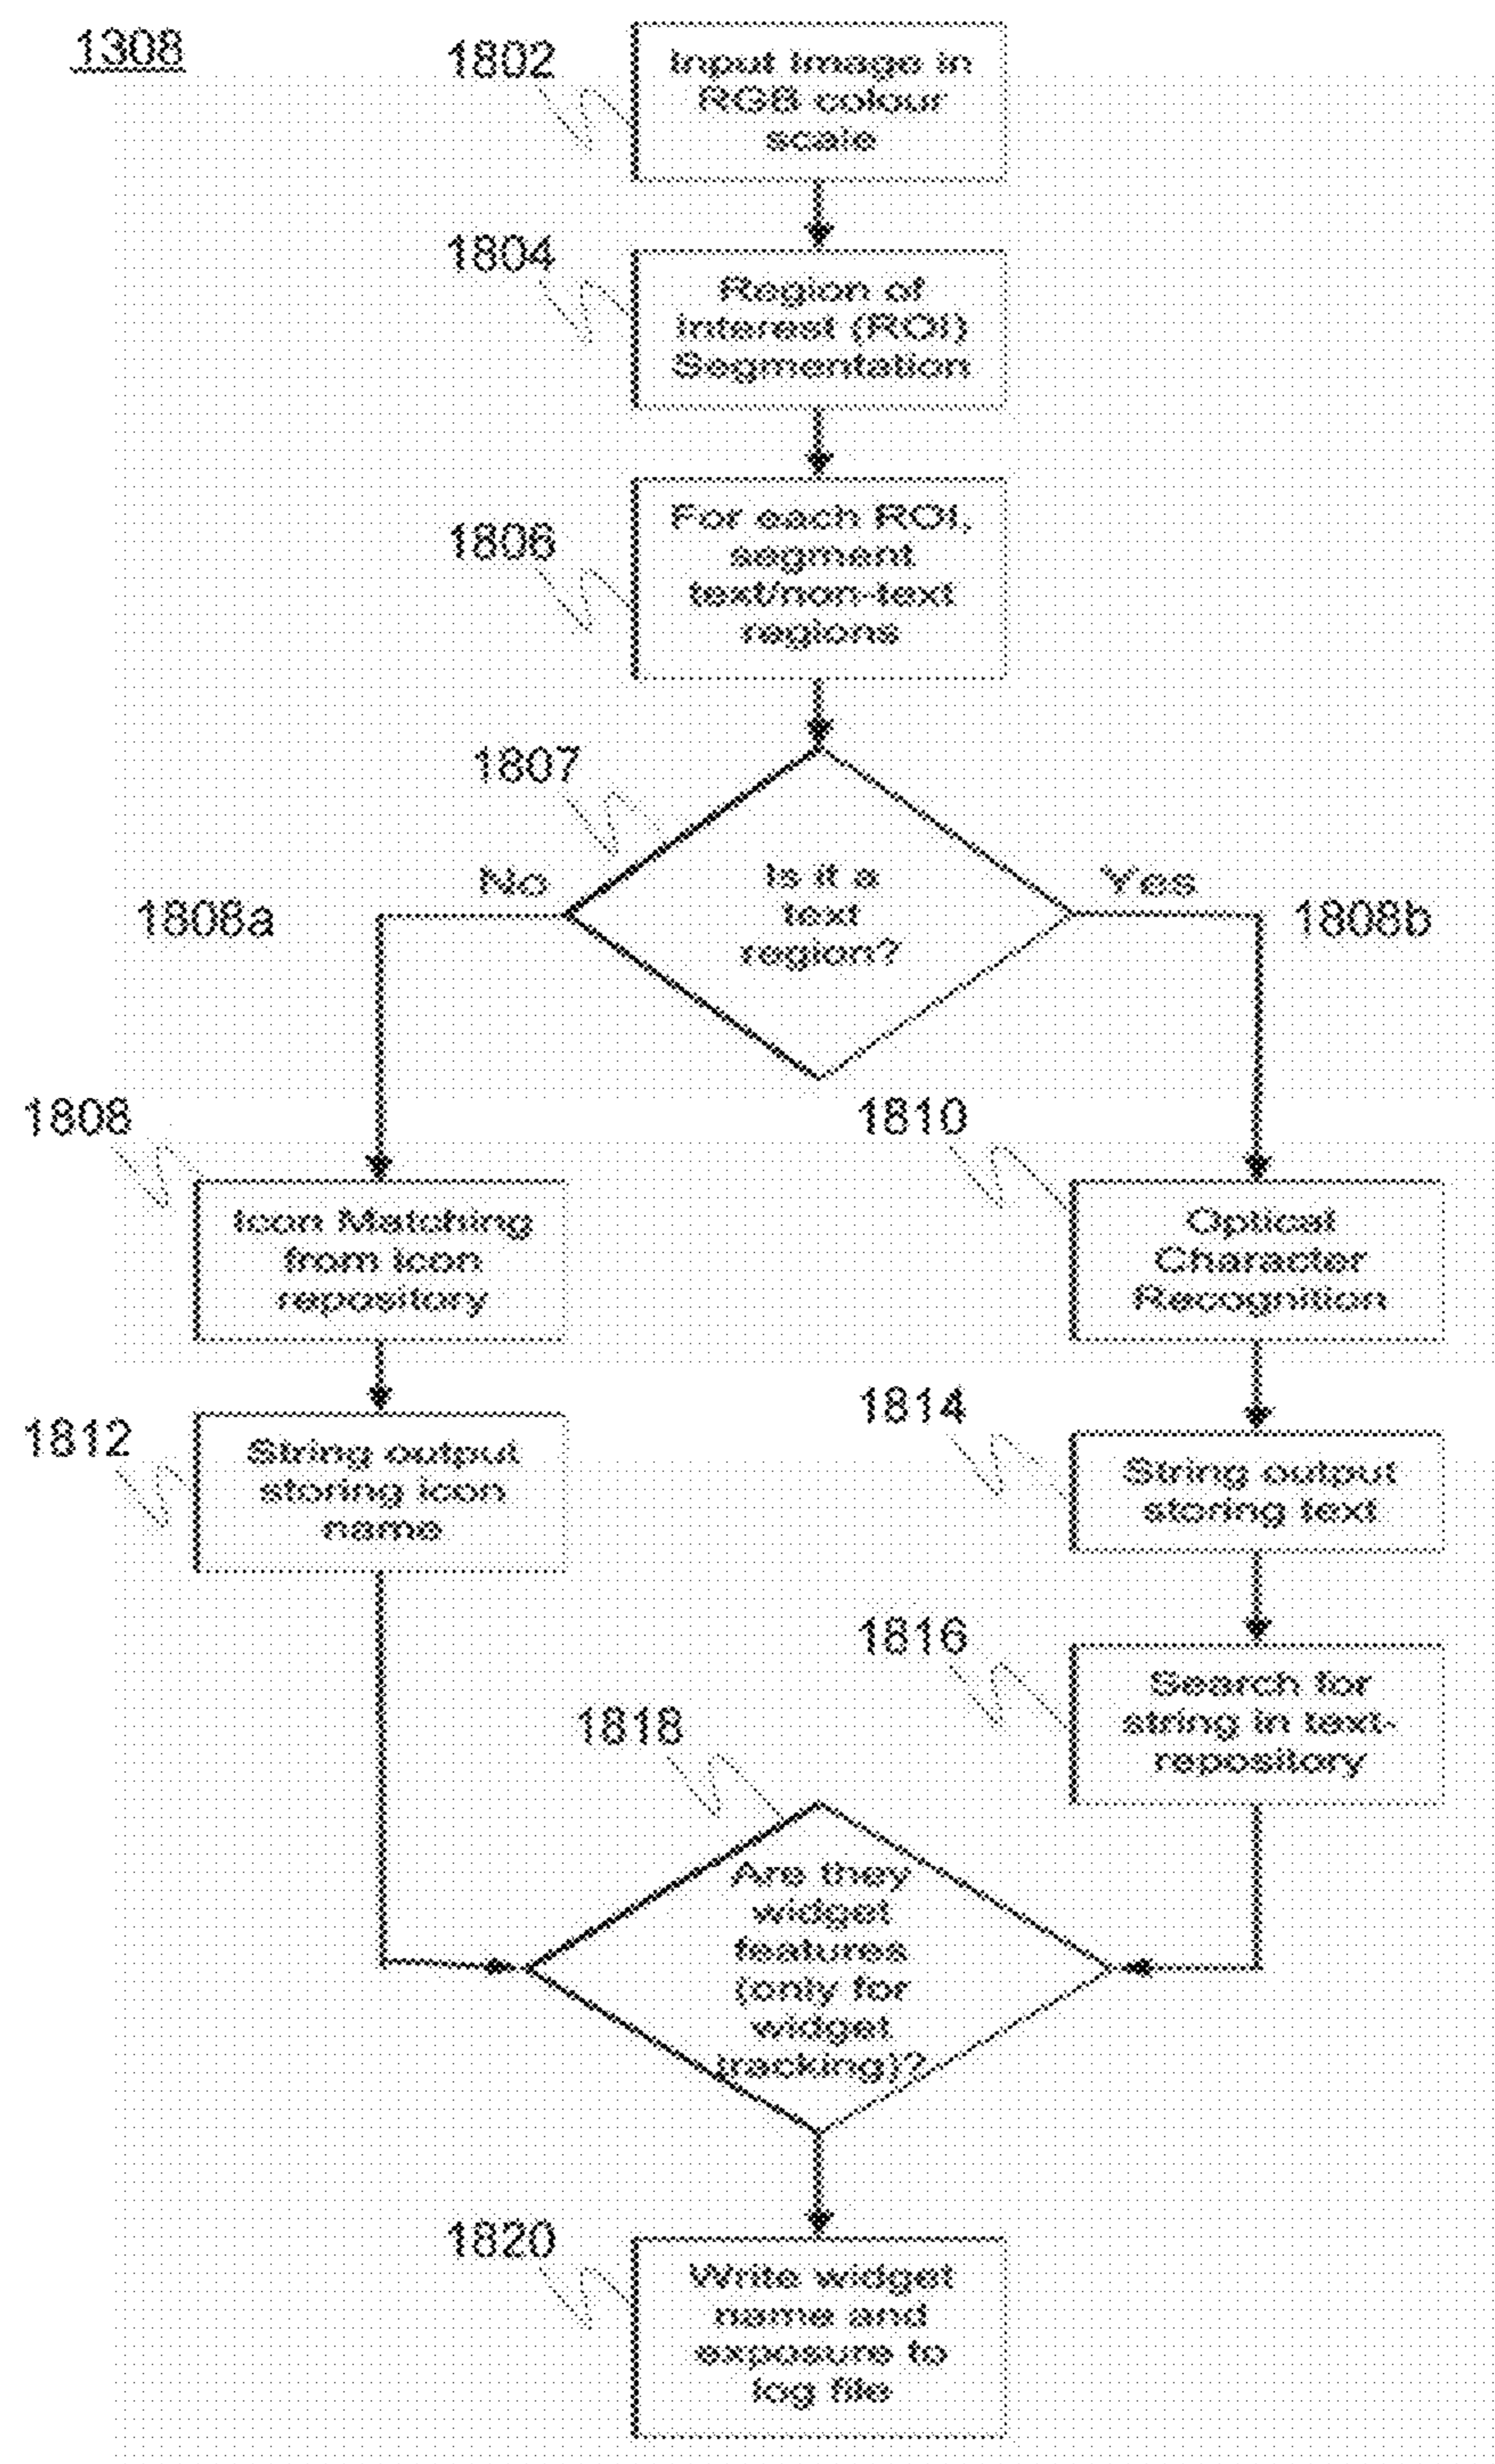 1308
1802
Input Image in
RGB colour
scale
1804
Region of
interest (ROI)
Segmentation
1806
For each ROI,
segment
text/non-text
regions
1807
Is it a
text
region?
No
Yes
1808a
1808b
1808
Icon Matching
from icon
repository
1810
Optical
Character
Recognition
1812
String output
storing icon
name
1814
String output
storing text
1816
Search for
string in text-
repository
1818
Are they
widget
features
(only for
widget
tracking)?
1820
Write widget
name and
exposure to
log file